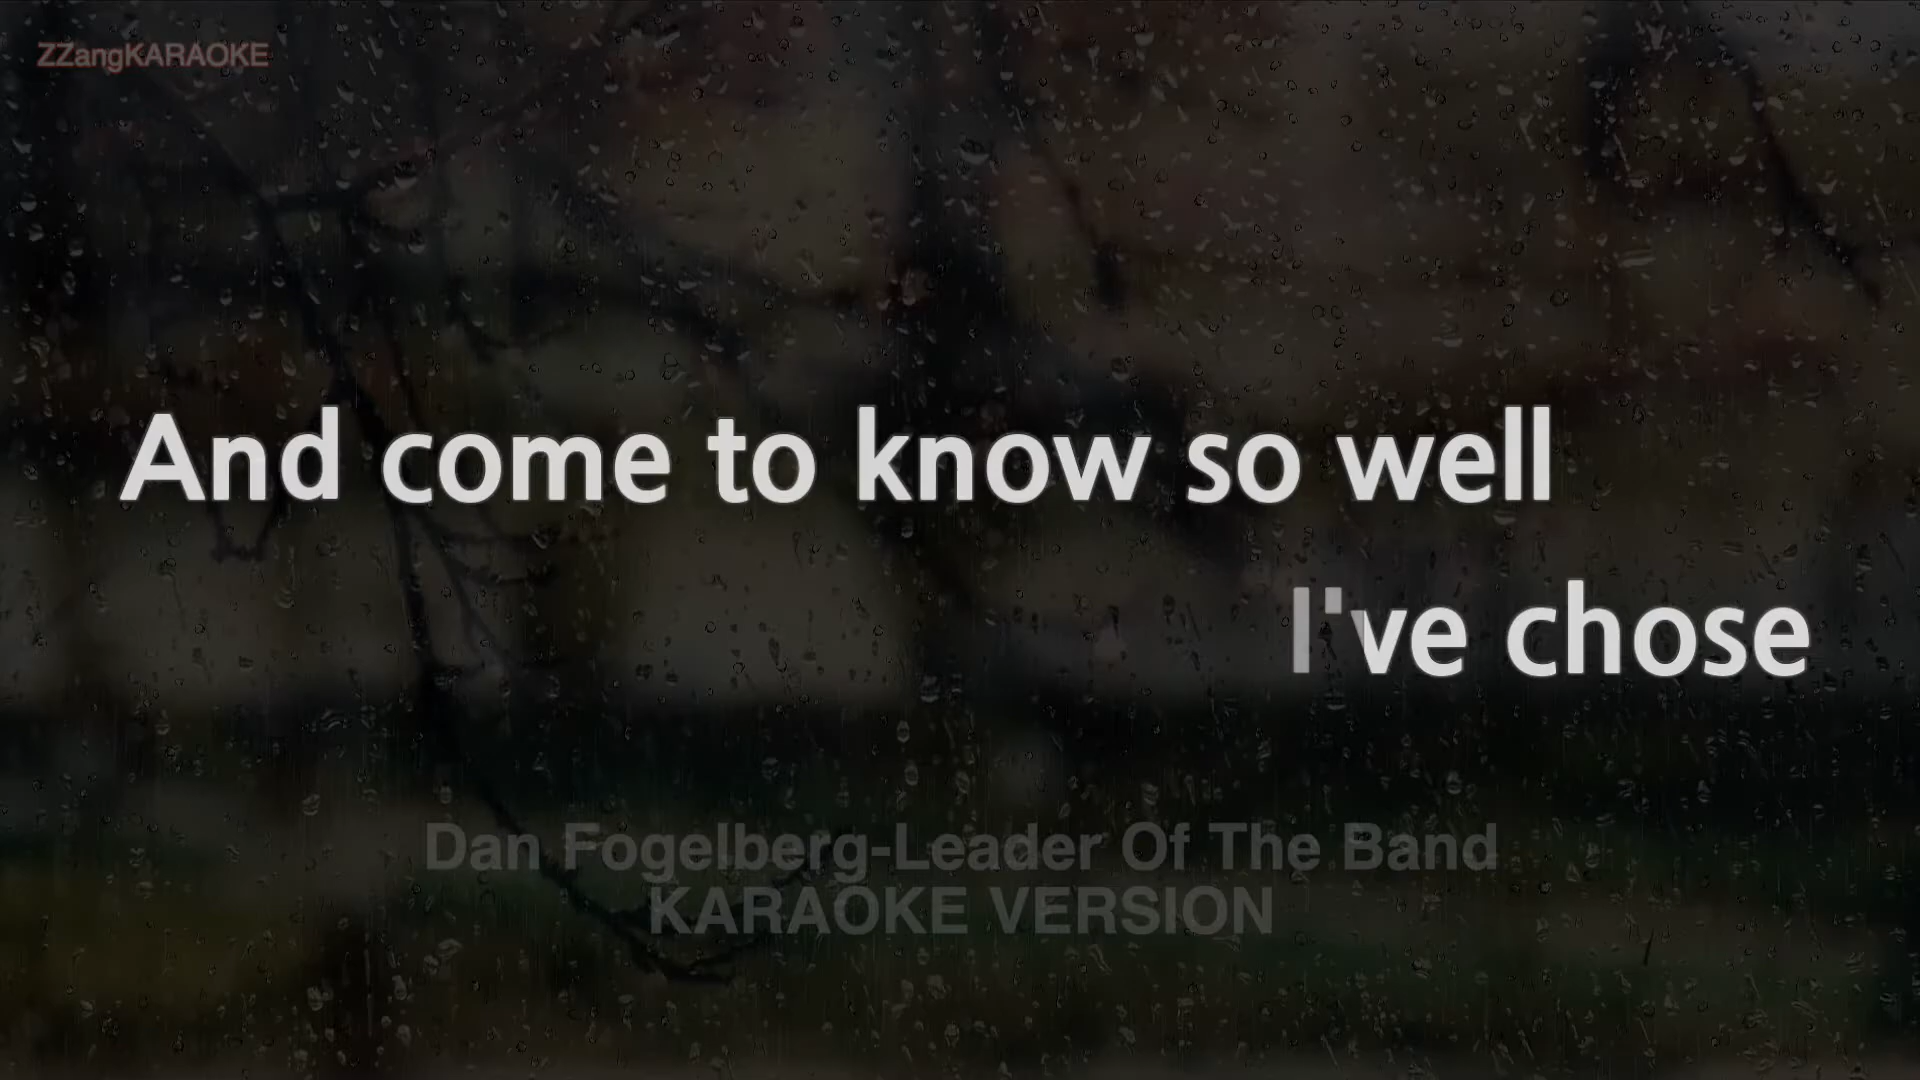 ZZangKARAOKE
And come to know so well
I've chose
Dan Fogelberg-Leader Of The Band
KARAOKE VERSION